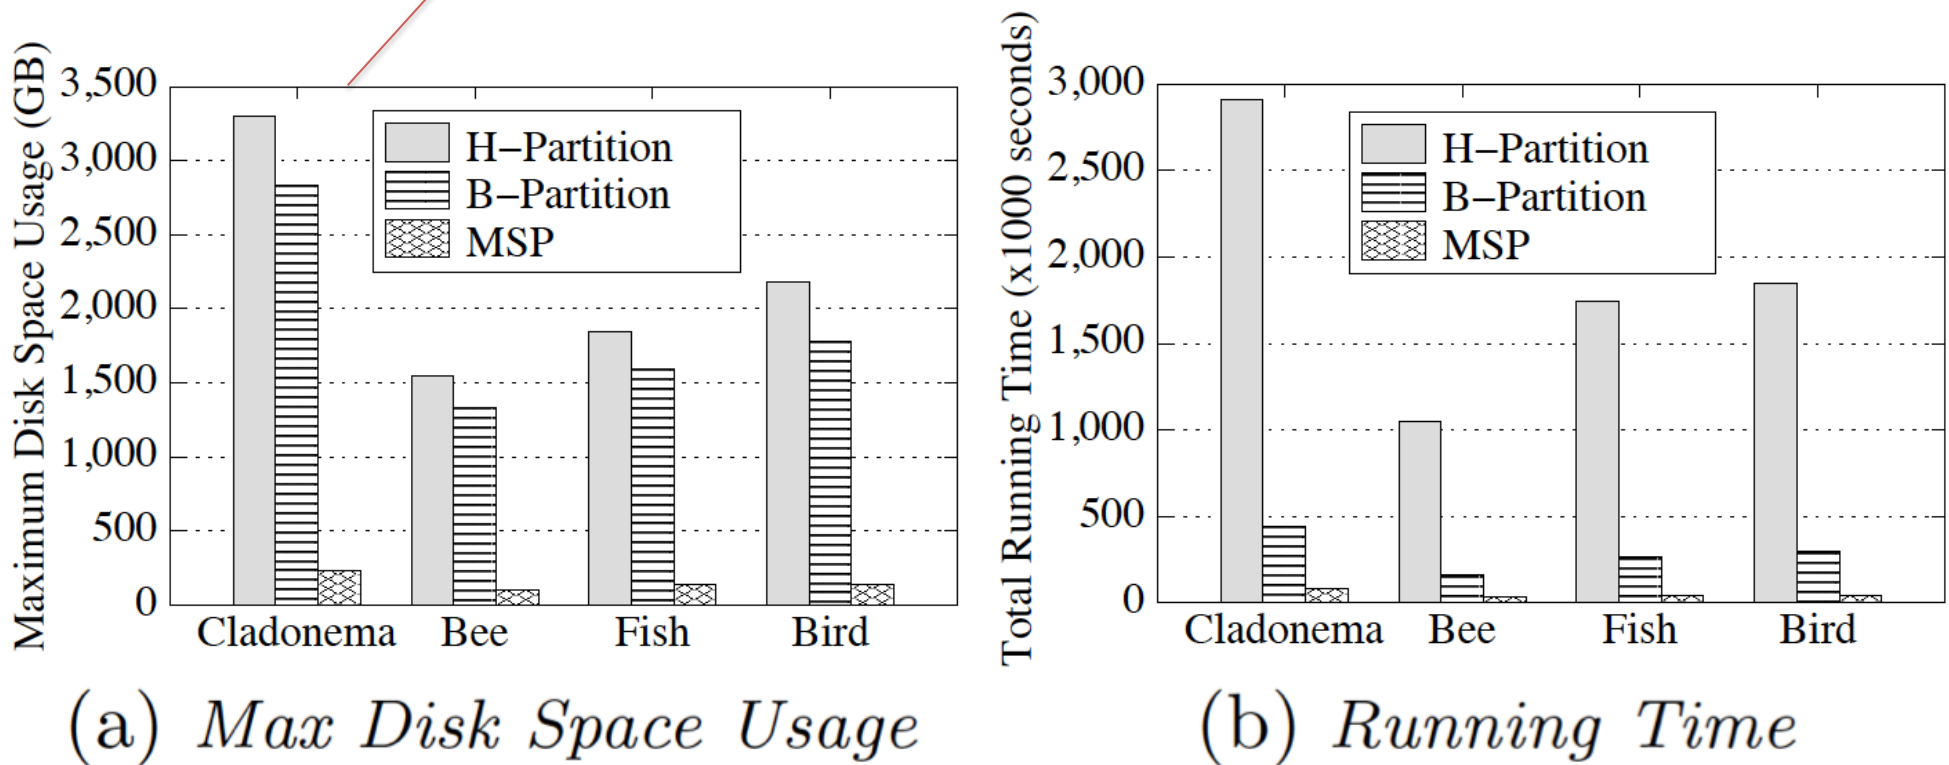 Maximum Disk Space Usage (GB)
3,500
3,000
2,500
2,000
1,500
1,000
500
0
H–Partition
B–Partition
MSP
Cladonema Bee Fish Bird
(a) Max Disk Space Usage
Total Running Time (x1000 seconds)
3,000
2,500
2,000
1,500
1,000
500
0
H–Partition
B–Partition
MSP
Cladonema Bee Fish Bird
(b) Running Time